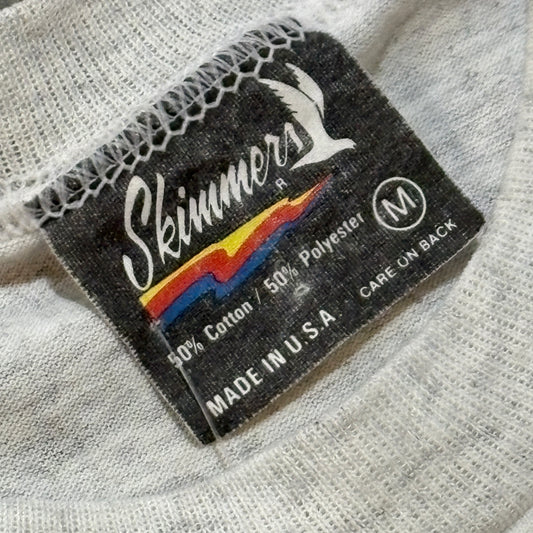 Skimmers
R
M
50% Cotton / 50% Polyester
MADE IN U.S.A.
CARE ON BACK